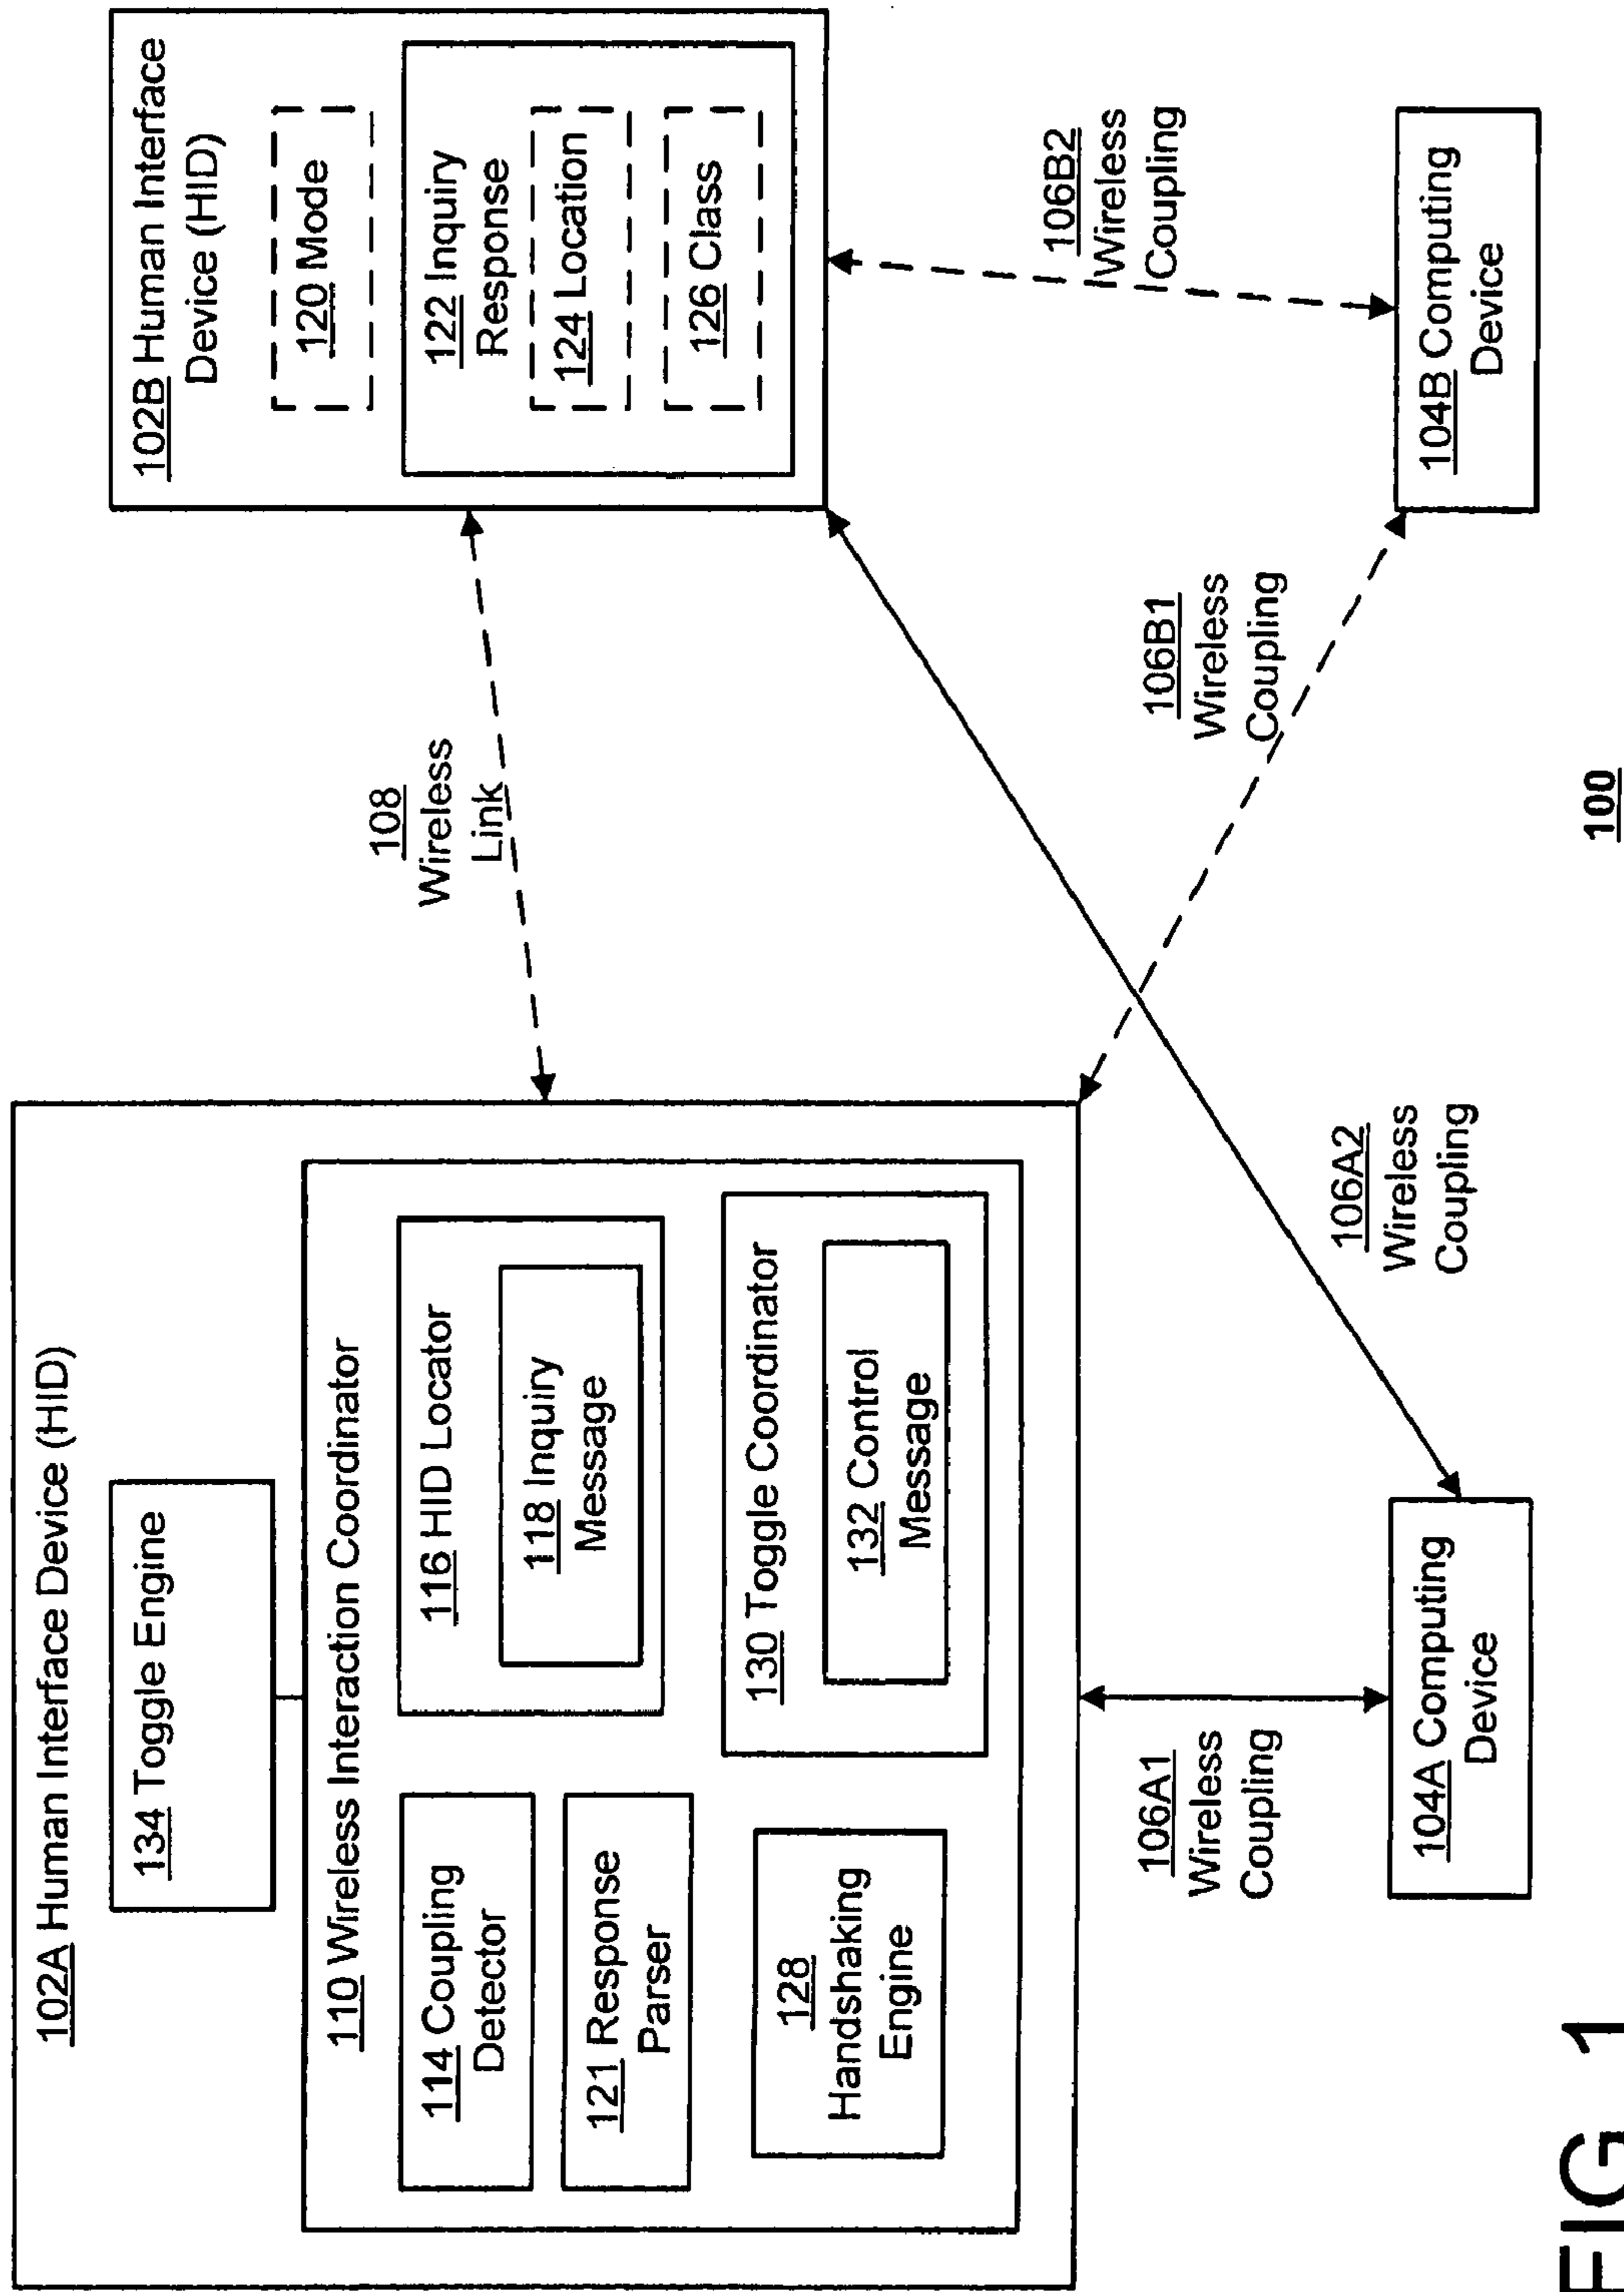 102A Human Interface Device (HID)
134 Toggle Engine
110 Wireless Interaction Coordinator
114 Coupling
Detector
116 HID Locator
118 Inquiry
Message
121 Response
Parser
128
Handshaking
Engine
130 Toggle Coordinator
132 Control
Message
108
Wireless
Link
102B Human Interface
Device (HID)
120 Mode
122 Inquiry
Response
124 Location
126 Class
106A1
Wireless
Coupling
106A2
Wireless
Coupling
106B1
Wireless
Coupling
106B2
Wireless
Coupling
104A Computing
Device
104B Computing
Device
100
FIG 1